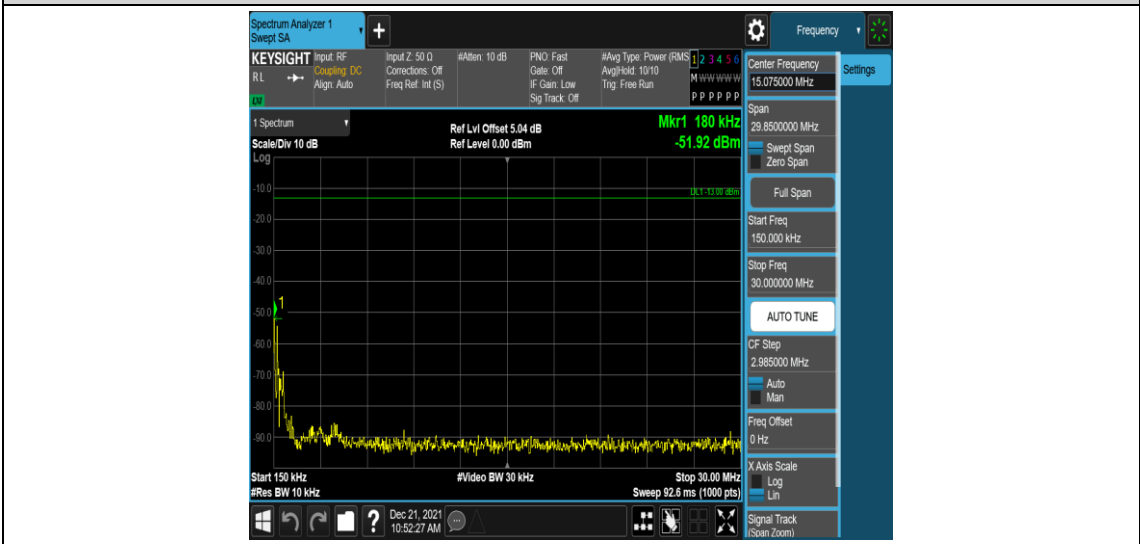 Spectrum Analyzer 1
Swept SA
+
Frequency
KEYSIGHT
RL
LXI
Input: RF
Coupling: DC
Align: Auto
Input Z: 50 Ω
Corrections: Off
Freq Ref: Int (S)
#Atten: 10 dB
PNO: Fast
Gate: Off
IF Gain: Low
Sig Track: Off
#Avg Type: Power (RMS
Avg|Hold: 10/10
Trig: Free Run
1 2 3 4 5 6
M W W W W W
P P P P P P
1 Spectrum
Scale/Div 10 dB
Log
Ref Lvl Offset 5.04 dB
Ref Level 0.00 dBm
Mkr1 180 kHz
-51.92 dBm
-10.0
DL1 -13.00 dBm
-20.0
-30.0
-40.0
-50.0
1
-60.0
-70.0
-80.0
-90.0
Start 150 kHz
#Res BW 10 kHz
#Video BW 30 kHz
Stop 30.00 MHz
Sweep 92.6 ms (1000 pts)
?
Dec 21, 2021
10:52:27 AM
Center Frequency
15.075000 MHz
Settings
Span
29.8500000 MHz
Swept Span
Zero Span
Full Span
Start Freq
150.000 kHz
Stop Freq
30.000000 MHz
AUTO TUNE
CF Step
2.985000 MHz
Auto
Man
Freq Offset
0 Hz
X Axis Scale
Log
Lin
Signal Track
(Span Zoom)